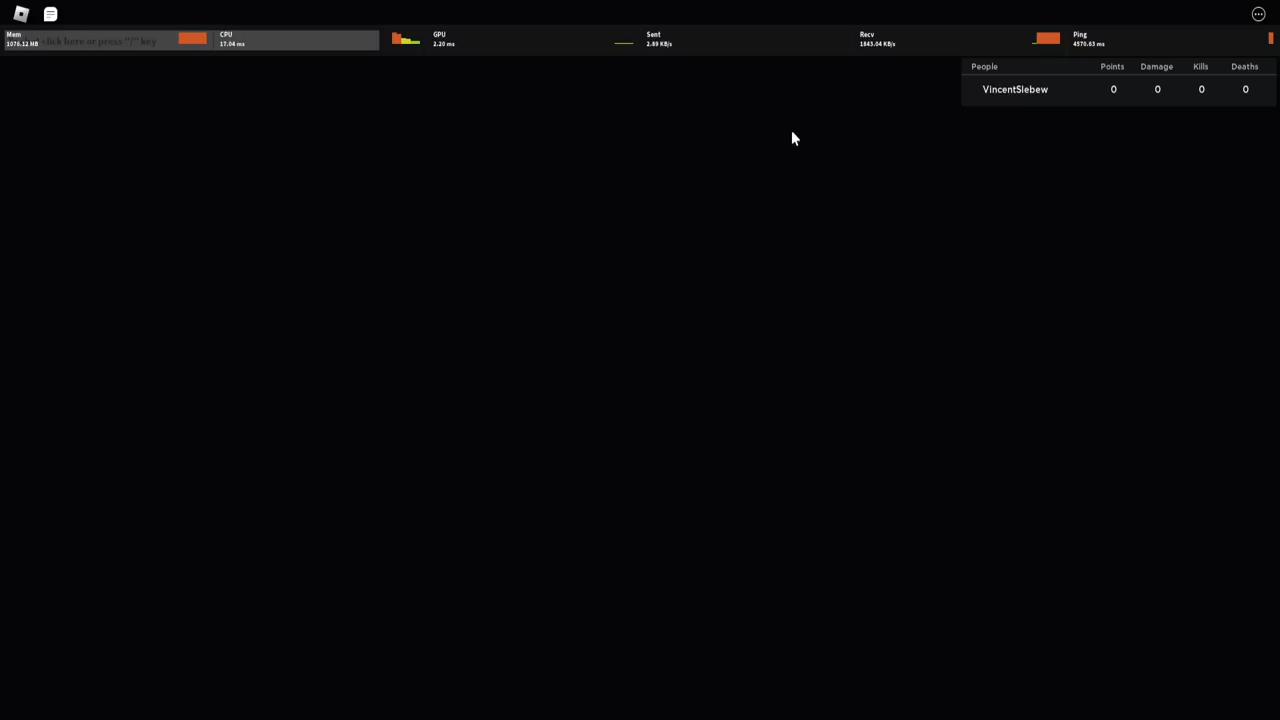 Mem CPU GPU Sent Recv Ping
1076.12 MB 17.04 ms 2.20 ms 2.89 KB/s 1843.04 KB/s 4570.63 ms
click here or press "/" key
People Points Damage Kills Deaths
VincentSlebew 0 0 0 0